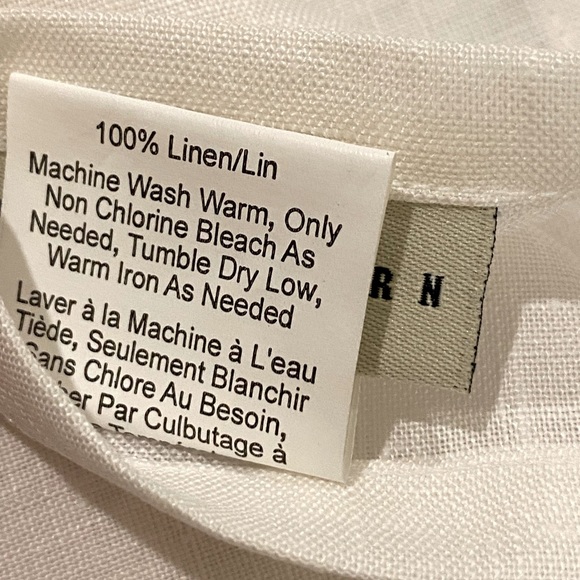 100% Linen/Lin
Machine Wash Warm, Only
Non Chlorine Bleach As
Needed, Tumble Dry Low,
Warm Iron As Needed
Laver à la Machine à L'eau
Tiède, Seulement Blanchir
Sans Chlore Au Besoin,
Par Culbutage à
R N